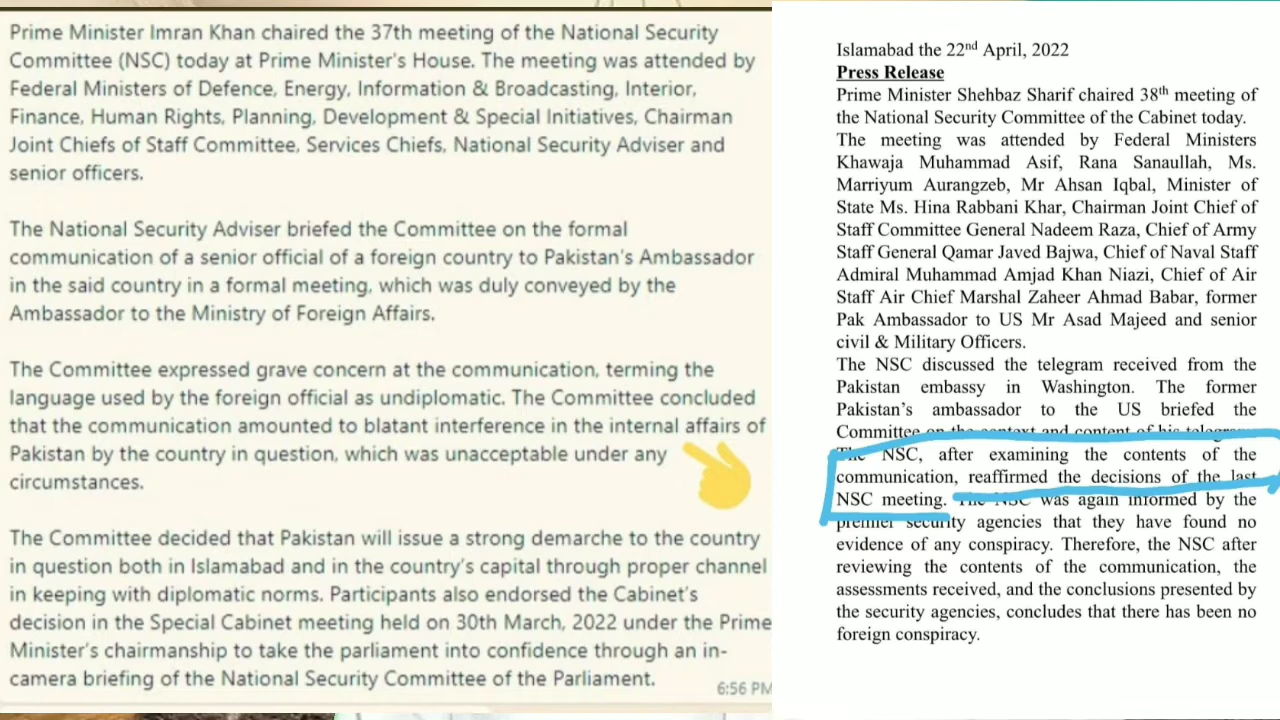 Prime Minister Imran Khan chaired the 37th meeting of the National Security
Committee (NSC) today at Prime Minister's House. The meeting was attended by
Federal Ministers of Defence, Energy, Information & Broadcasting, Interior,
Finance, Human Rights, Planning, Development & Special Initiatives, Chairman
Joint Chiefs of Staff Committee, Services Chiefs, National Security Adviser and
senior officers.
The National Security Adviser briefed the Committee on the formal
communication of a senior official of a foreign country to Pakistan's Ambassador
in the said country in a formal meeting, which was duly conveyed by the
Ambassador to the Ministry of Foreign Affairs.
The Committee expressed grave concern at the communication, terming the
language used by the foreign official as undiplomatic. The Committee concluded
that the communication amounted to blatant interference in the internal affairs of
Pakistan by the country in question, which was unacceptable under any
circumstances.
The Committee decided that Pakistan will issue a strong demarche to the country
in question both in Islamabad and in the country's capital through proper channel
in keeping with diplomatic norms. Participants also endorsed the Cabinet's
decision in the Special Cabinet meeting held on 30th March, 2022 under the Prime
Minister's chairmanship to take the parliament into confidence through an in-
camera briefing of the National Security Committee of the Parliament.
6:56 PM
Islamabad the 22nd April, 2022
Press Release
Prime Minister Shehbaz Sharif chaired 38th meeting of
the National Security Committee of the Cabinet today.
The meeting was attended by Federal Ministers
Khawaja Muhammad Asif, Rana Sanaullah, Ms.
Marriyum Aurangzeb, Mr Ahsan Iqbal, Minister of
State Ms. Hina Rabbani Khar, Chairman Joint Chief of
Staff Committee General Nadeem Raza, Chief of Army
Staff General Qamar Javed Bajwa, Chief of Naval Staff
Admiral Muhammad Amjad Khan Niazi, Chief of Air
Staff Air Chief Marshal Zaheer Ahmad Babar, former
Pak Ambassador to US Mr Asad Majeed and senior
civil & Military Officers.
The NSC discussed the telegram received from the
Pakistan embassy in Washington. The former
Pakistan's ambassador to the US briefed the
Committee on the context and content of his telegram.
The NSC, after examining the contents of the
communication, reaffirmed the decisions of the last
NSC meeting. The NSC was again informed by the
premier security agencies that they have found no
evidence of any conspiracy. Therefore, the NSC after
reviewing the contents of the communication, the
assessments received, and the conclusions presented by
the security agencies, concludes that there has been no
foreign conspiracy.